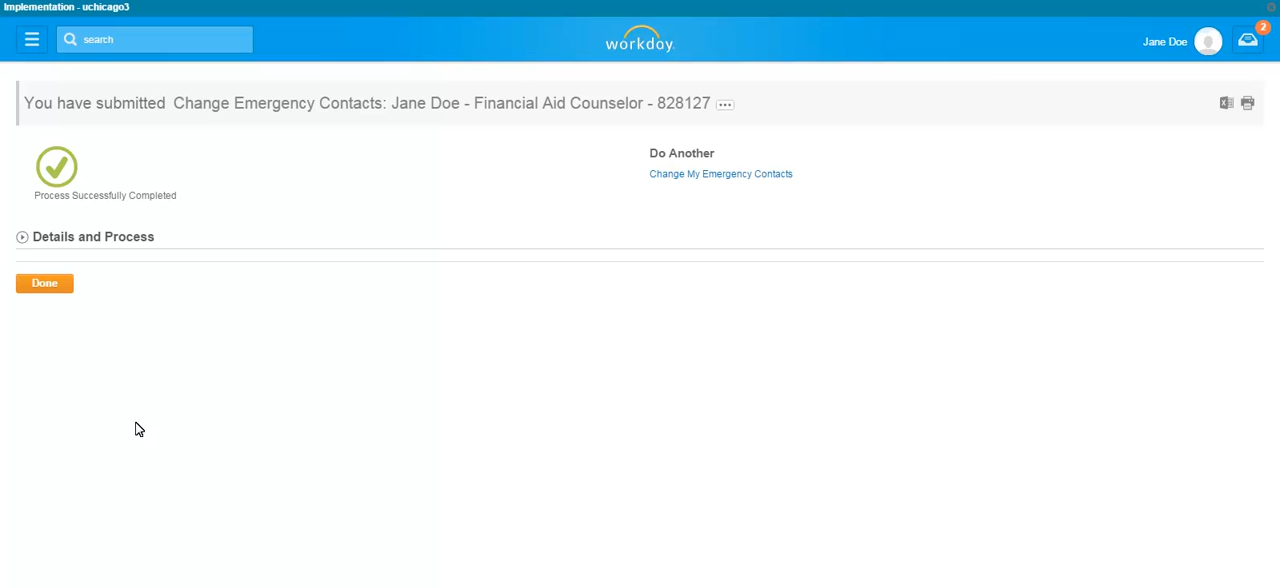 Implementation - uchicago3
search
workday.
Jane Doe
2
You have submitted Change Emergency Contacts: Jane Doe - Financial Aid Counselor - 828127
Process Successfully Completed
Do Another
Change My Emergency Contacts
Details and Process
Done